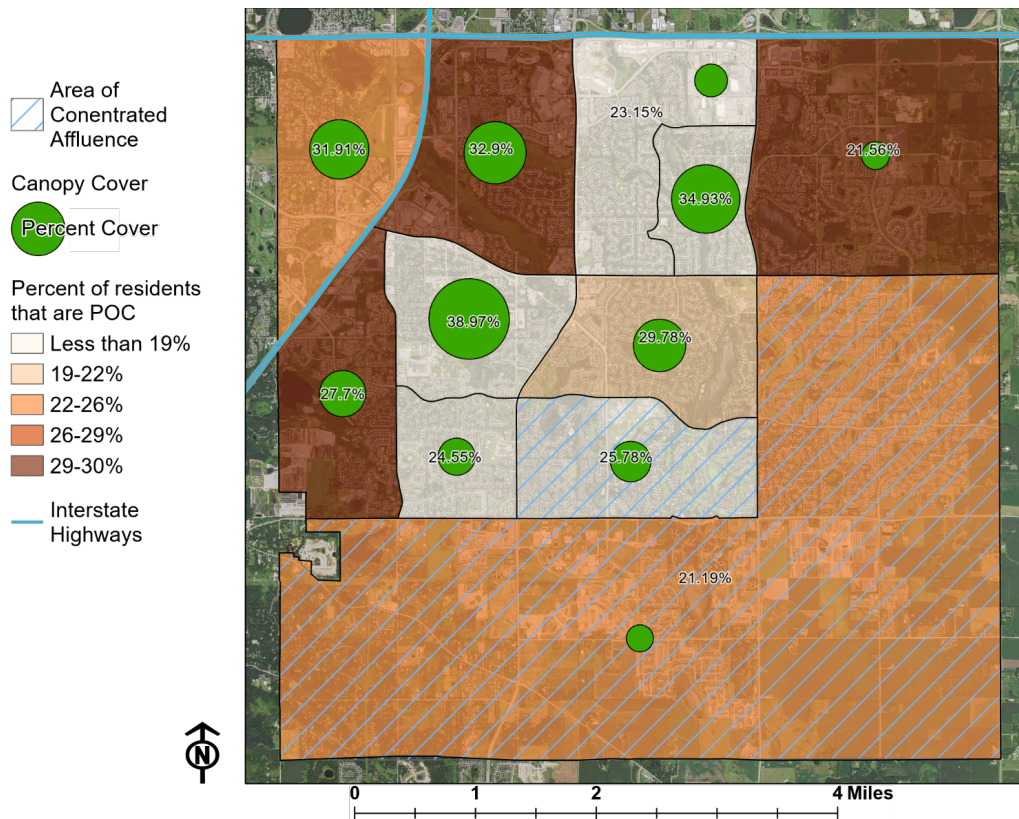 Area of
Conentrated
Affluence
Canopy Cover
Percent Cover
Percent of residents
that are POC
Less than 19%
19-22%
22-26%
26-29%
29-30%
Interstate
Highways
N
23.15%
31.91%
32.9%
21.56%
34.93%
38.97%
29.78%
27.7%
24.55%
25.78%
21.19%
0 1 2 4 Miles